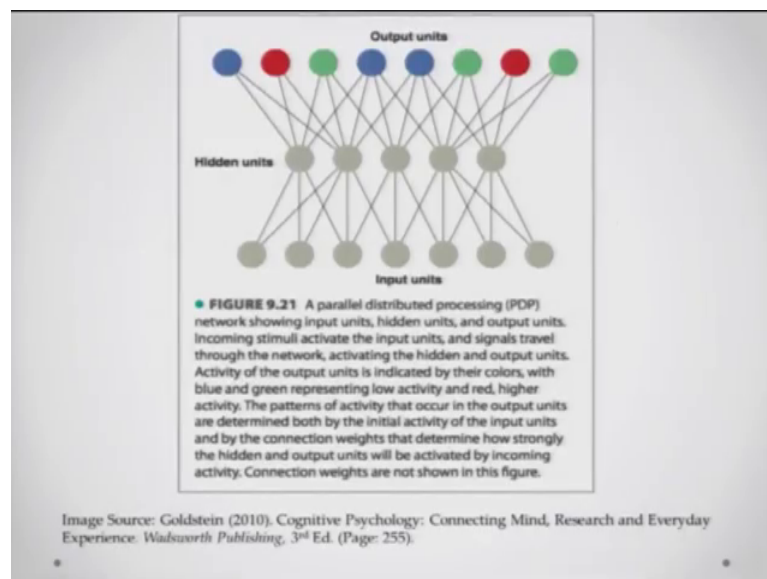 Output units
Hidden units
Input units
• FIGURE 9.21 A parallel distributed processing (PDP)
network showing input units, hidden units, and output units.
Incoming stimuli activate the input units, and signals travel
through the network, activating the hidden and output units.
Activity of the output units is indicated by their colors, with
blue and green representing low activity and red, higher
activity. The patterns of activity that occur in the output units
are determined both by the initial activity of the input units
and by the connection weights that determine how strongly
the hidden and output units will be activated by incoming
activity. Connection weights are not shown in this figure.
Image Source: Goldstein (2010). Cognitive Psychology: Connecting Mind, Research and Everyday
Experience. Wadsworth Publishing, 3rd Ed. (Page: 255).